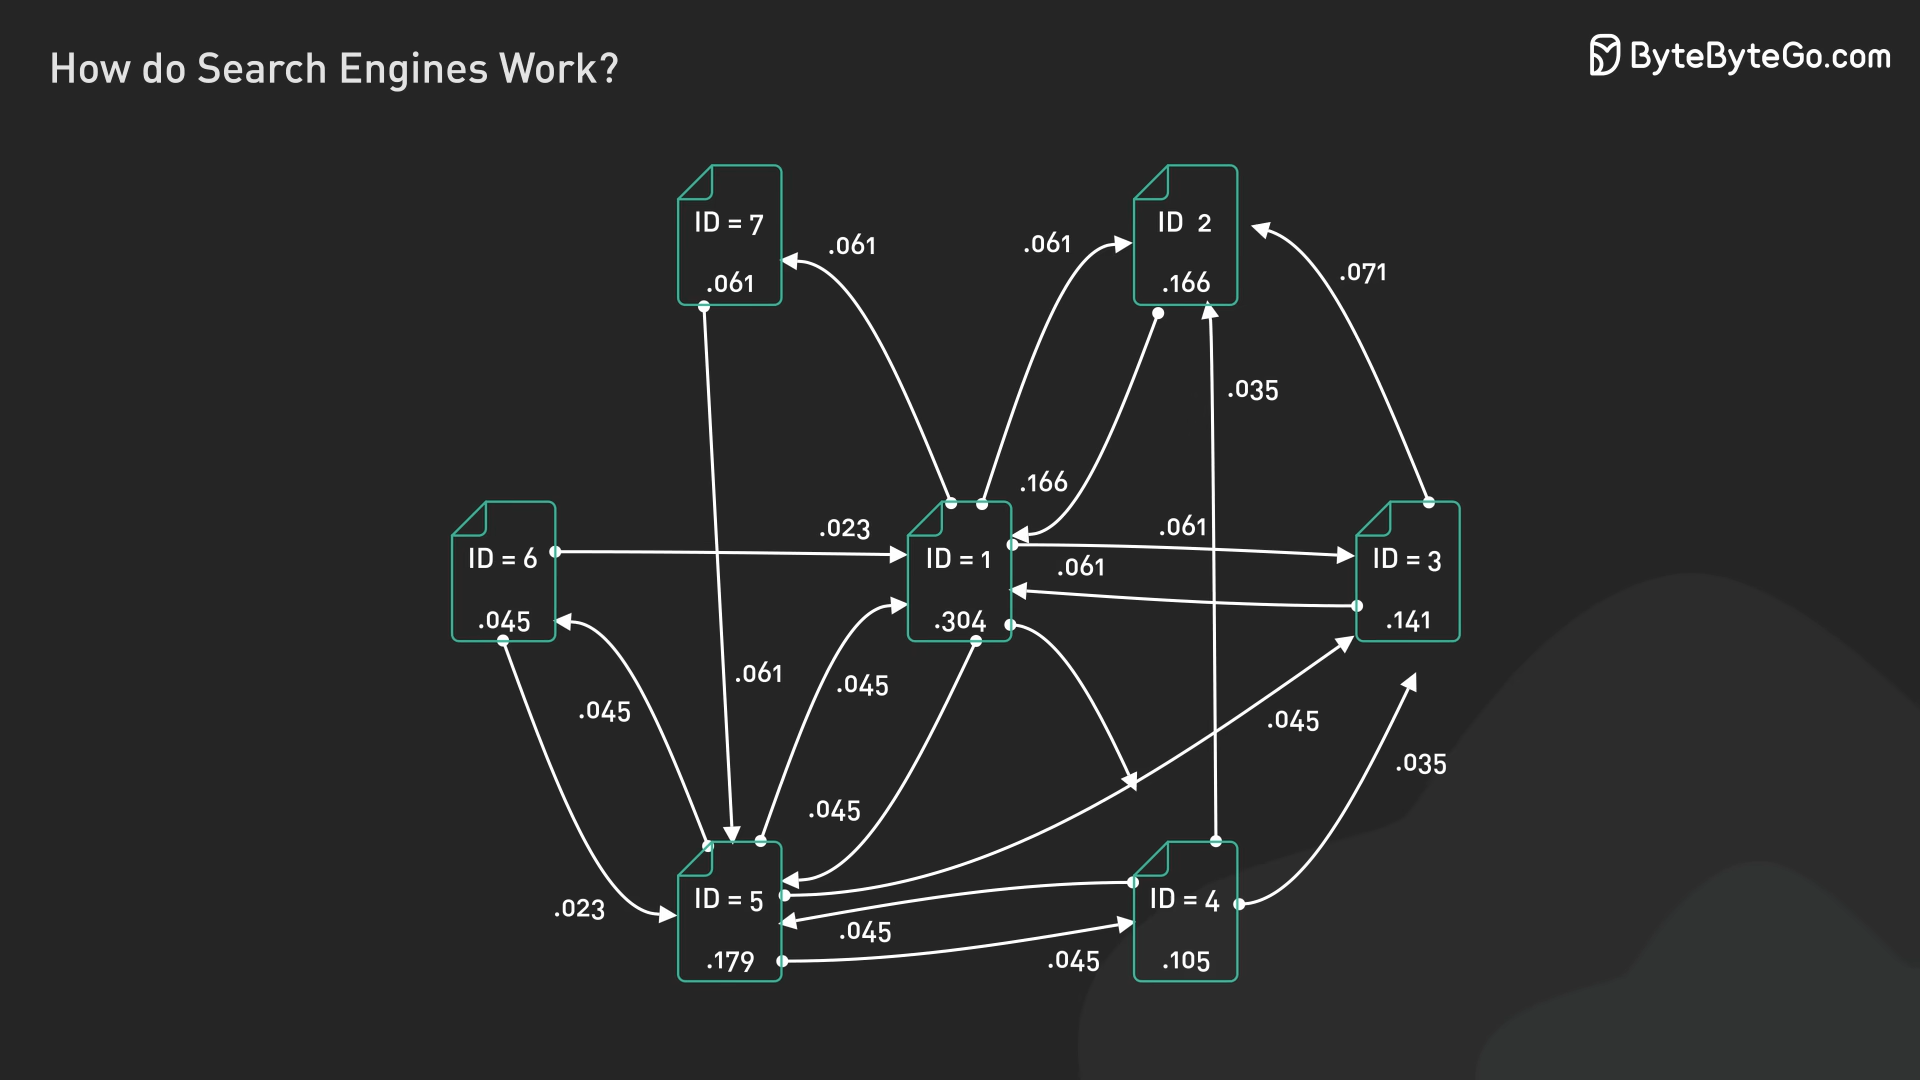 How do Search Engines Work?
ByteByteGo.com
ID = 7
.061
ID 2
.166
.061
.061
.071
.035
.166
.023
.061
.061
ID = 6
.045
ID = 1
.304
ID = 3
.141
.061
.045
.045
.045
.035
.045
.023
ID = 5
.179
.045
.045
ID = 4
.105